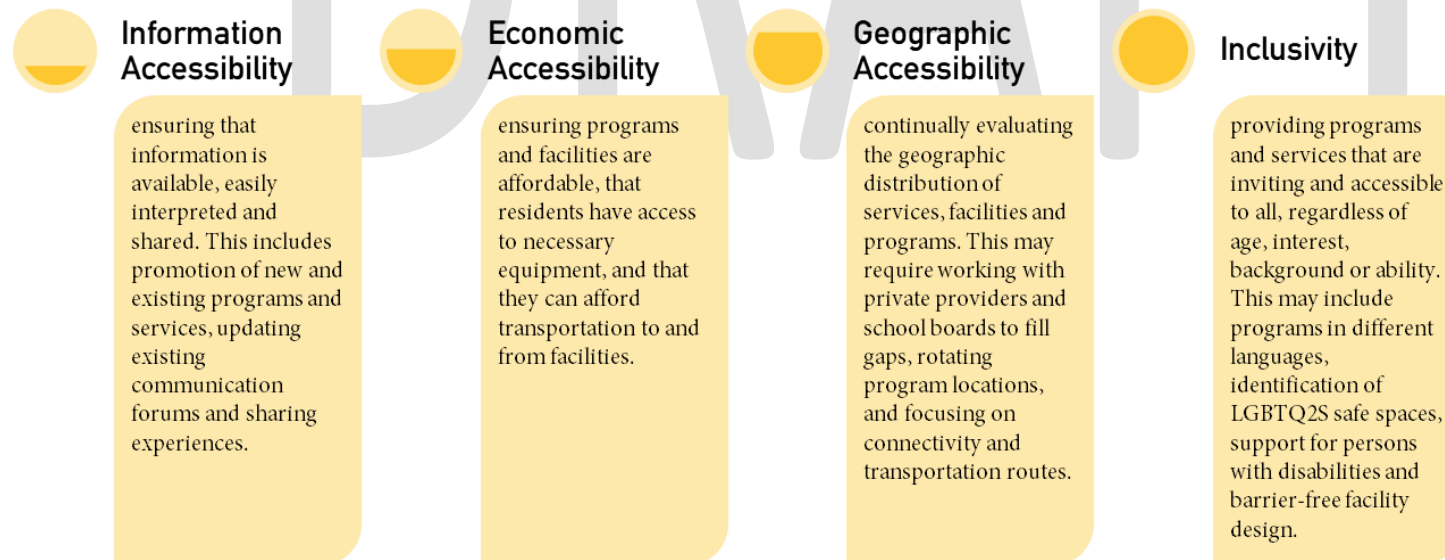 Information
Accessibility
ensuring that
information is
available, easily
interpreted and
shared. This includes
promotion of new and
existing programs and
services, updating
existing
communication
forums and sharing
experiences.
Economic
Accessibility
ensuring programs
and facilities are
affordable, that
residents have access
to necessary
equipment, and that
they can afford
transportation to and
from facilities.
Geographic
Accessibility
continually evaluating
the geographic
distribution of
services, facilities and
programs. This may
require working with
private providers and
school boards to fill
gaps, rotating
program locations,
and focusing on
connectivity and
transportation routes.
Inclusivity
providing programs
and services that are
inviting and accessible
to all, regardless of
age, interest,
background or ability.
This may include
programs in different
languages,
identification of
LGBTQ2S safe spaces,
support for persons
with disabilities and
barrier-free facility
design.